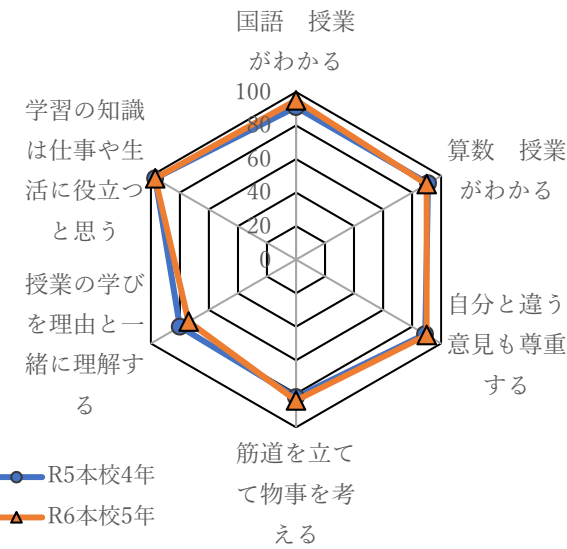 国語　授業
がわかる
100
80
60
40
20
0
算数　授業
がわかる
自分と違う
意見も尊重
する
筋道を立て
て物事を考
える
授業の学び
を理由と一
緒に理解す
る
学習の知識
は仕事や生
活に役立つ
と思う
R5本校4年
R6本校5年